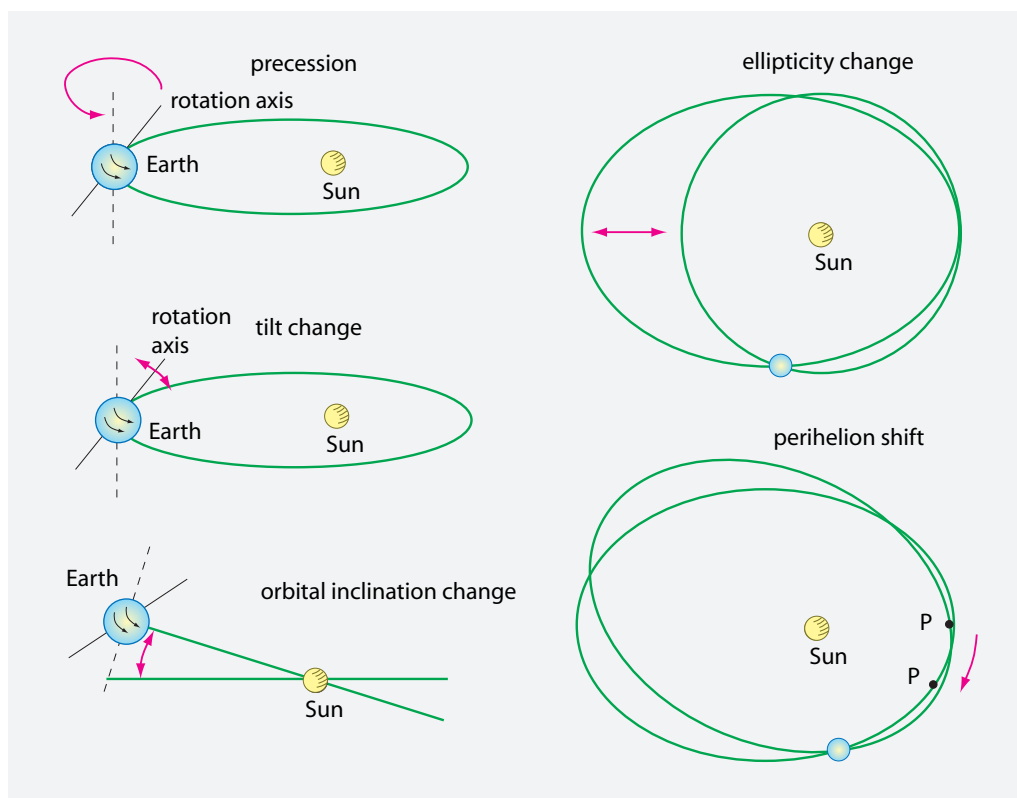 precession
rotation axis
Earth
Sun
rotation
axis
tilt change
Earth
Sun
Earth
orbital inclination change
Sun
ellipticity change
Sun
perihelion shift
P
Sun
P